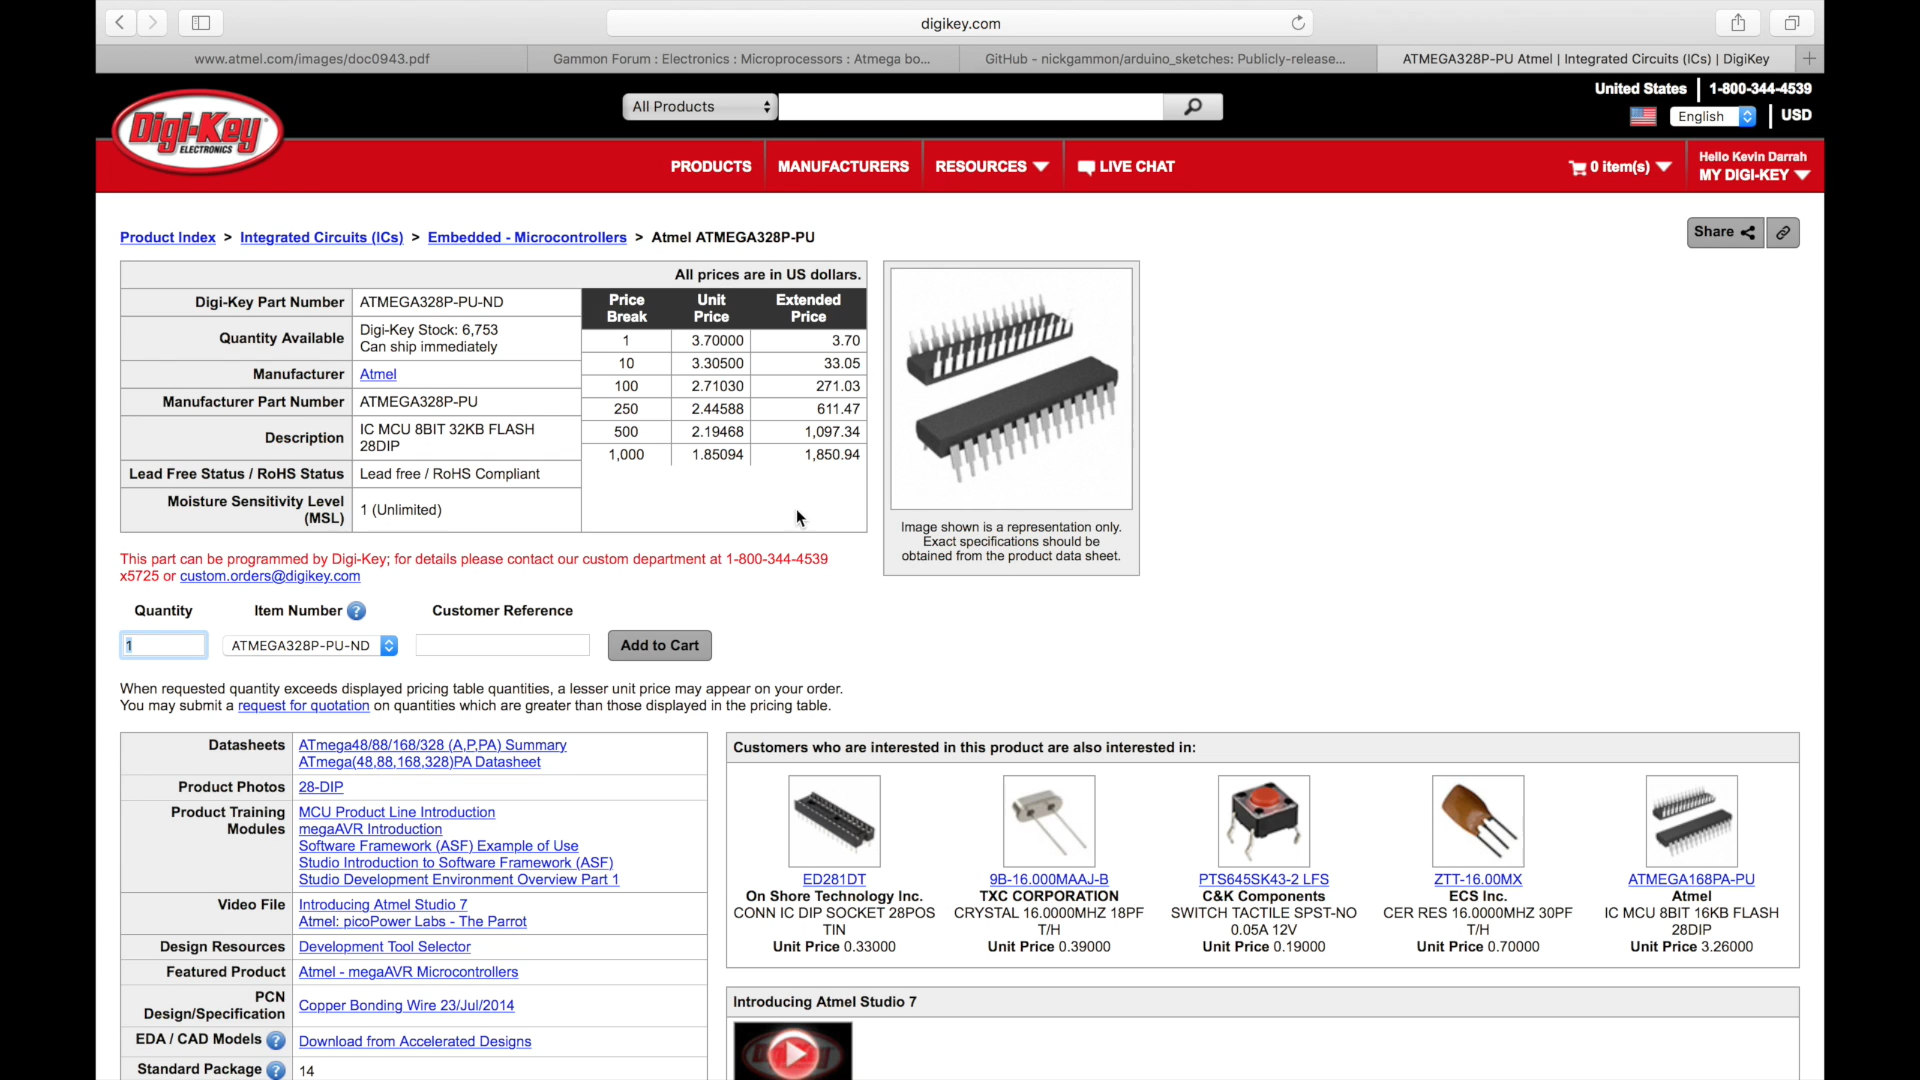 digikey.com
www.atmel.com/images/doc0943.pdf
Gammon Forum : Electronics : Microprocessors : Atmega bo...
GitHub - nickgammon/arduino_sketches: Publicly-release...
ATMEGA328P-PU Atmel | Integrated Circuits (ICs) | DigiKey
United States | 1-800-344-4539
Digi-Key
ELECTRONICS
All Products
English
USD
PRODUCTS
MANUFACTURERS
RESOURCES
LIVE CHAT
0 item(s)
Hello Kevin Darrah
MY DIGI-KEY
Product Index > Integrated Circuits (ICs) > Embedded - Microcontrollers > Atmel ATMEGA328P-PU
Share
All prices are in US dollars.
Digi-Key Part Number ATMEGA328P-PU-ND
Quantity Available Digi-Key Stock: 6,753
Can ship immediately
Manufacturer Atmel
Manufacturer Part Number ATMEGA328P-PU
Description IC MCU 8BIT 32KB FLASH
28DIP
Lead Free Status / RoHS Status Lead free / RoHS Compliant
Moisture Sensitivity Level
(MSL) 1 (Unlimited)
Price Unit Extended
Break Price Price
1 3.70000 3.70
10 3.30500 33.05
100 2.71030 271.03
250 2.44588 611.47
500 2.19468 1,097.34
1,000 1.85094 1,850.94
Image shown is a representation only.
Exact specifications should be
obtained from the product data sheet.
This part can be programmed by Digi-Key; for details please contact our custom department at 1-800-344-4539
x5725 or custom.orders@digikey.com
Quantity Item Number ? Customer Reference
1 ATMEGA328P-PU-ND Add to Cart
When requested quantity exceeds displayed pricing table quantities, a lesser unit price may appear on your order.
You may submit a request for quotation on quantities which are greater than those displayed in the pricing table.
Datasheets ATmega48/88/168/328 (A,P,PA) Summary
ATmega(48,88,168,328)PA Datasheet
Product Photos 28-DIP
Product Training MCU Product Line Introduction
Modules megaAVR Introduction
Software Framework (ASF) Example of Use
Studio Introduction to Software Framework (ASF)
Studio Development Environment Overview Part 1
Video File Introducing Atmel Studio 7
Atmel: picoPower Labs - The Parrot
Design Resources Development Tool Selector
Featured Product Atmel - megaAVR Microcontrollers
PCN
Design/Specification Copper Bonding Wire 23/Jul/2014
EDA / CAD Models ? Download from Accelerated Designs
Standard Package ? 14
Customers who are interested in this product are also interested in:
ED281DT
On Shore Technology Inc.
CONN IC DIP SOCKET 28POS
TIN
Unit Price 0.33000
9B-16.000MAAJ-B
TXC CORPORATION
CRYSTAL 16.0000MHZ 18PF
T/H
Unit Price 0.39000
PTS645SK43-2 LFS
C&K Components
SWITCH TACTILE SPST-NO
0.05A 12V
Unit Price 0.19000
ZTT-16.00MX
ECS Inc.
CER RES 16.0000MHZ 30PF
T/H
Unit Price 0.70000
ATMEGA168PA-PU
Atmel
IC MCU 8BIT 16KB FLASH
28DIP
Unit Price 3.26000
Introducing Atmel Studio 7